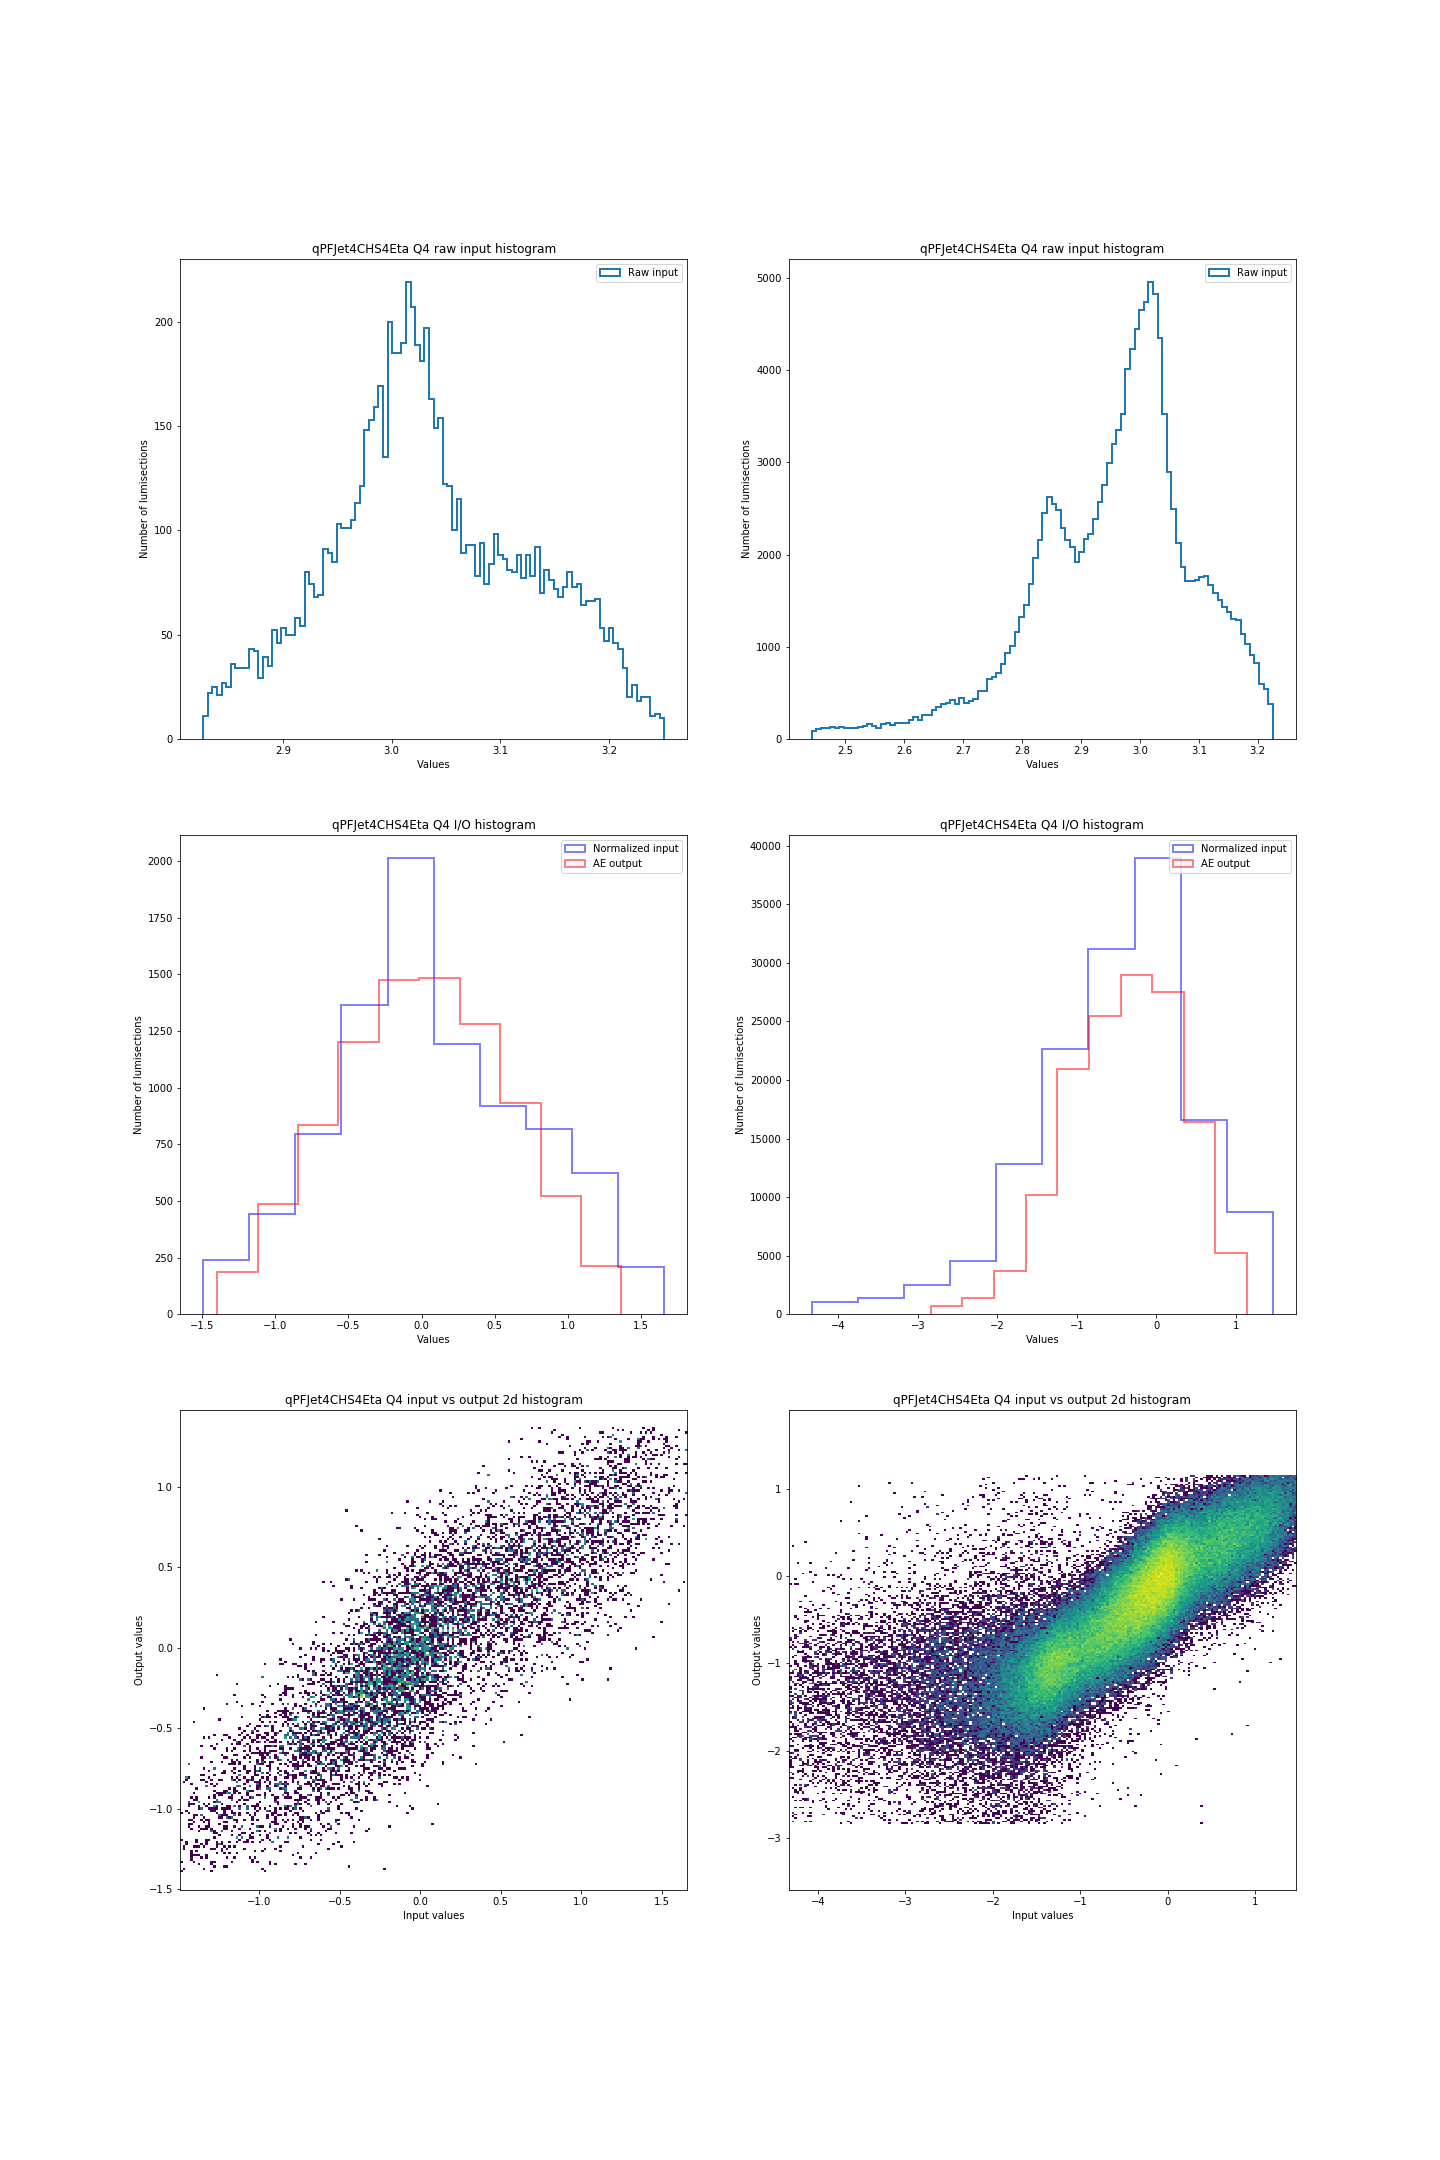 qPFJet4CHS4Eta Q4 raw input histogram
Raw input
200
150
100
50
0
Number of lumisections
2.9 3.0 3.1 3.2
Values
qPFJet4CHS4Eta Q4 raw input histogram
Raw input
5000
4000
3000
2000
1000
0
Number of lumisections
2.5 2.6 2.7 2.8 2.9 3.0 3.1 3.2
Values
qPFJet4CHS4Eta Q4 I/O histogram
Normalized input
AE output
2000
1750
1500
1250
1000
750
500
250
0
Number of lumisections
−1.5 −1.0 −0.5 0.0 0.5 1.0 1.5
Values
qPFJet4CHS4Eta Q4 I/O histogram
Normalized input
AE output
40000
35000
30000
25000
20000
15000
10000
5000
0
Number of lumisections
−4 −3 −2 −1 0 1
Values
qPFJet4CHS4Eta Q4 input vs output 2d histogram
1.0
0.5
0.0
−0.5
−1.0
−1.5
Output values
−1.0 −0.5 0.0 0.5 1.0 1.5
Input values
qPFJet4CHS4Eta Q4 input vs output 2d histogram
1
0
−1
−2
−3
Output values
−4 −3 −2 −1 0 1
Input values